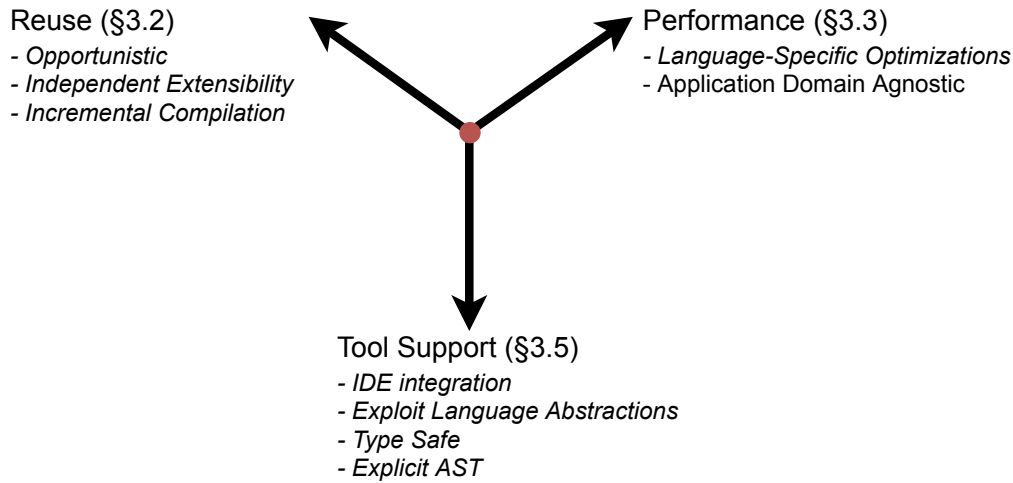 Reuse (§3.2)
- Opportunistic
- Independent Extensibility
- Incremental Compilation
Performance (§3.3)
- Language-Specific Optimizations
- Application Domain Agnostic
Tool Support (§3.5)
- IDE integration
- Exploit Language Abstractions
- Type Safe
- Explicit AST